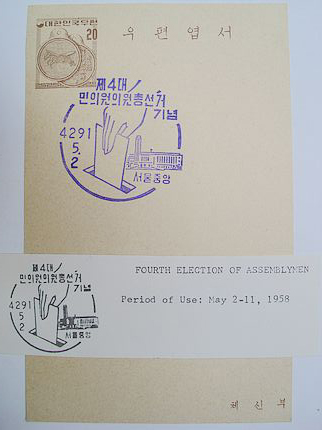 대한민국우표
20
우편엽서
제4대
민의원의원총선거
기념
4291
5.
2
서울중앙
제4대
민의원의원총선거
기념
4291
5
2
서울중앙
FOURTH ELECTION OF ASSEMBLYMEN
Period of Use: May 2-11, 1958
체신부